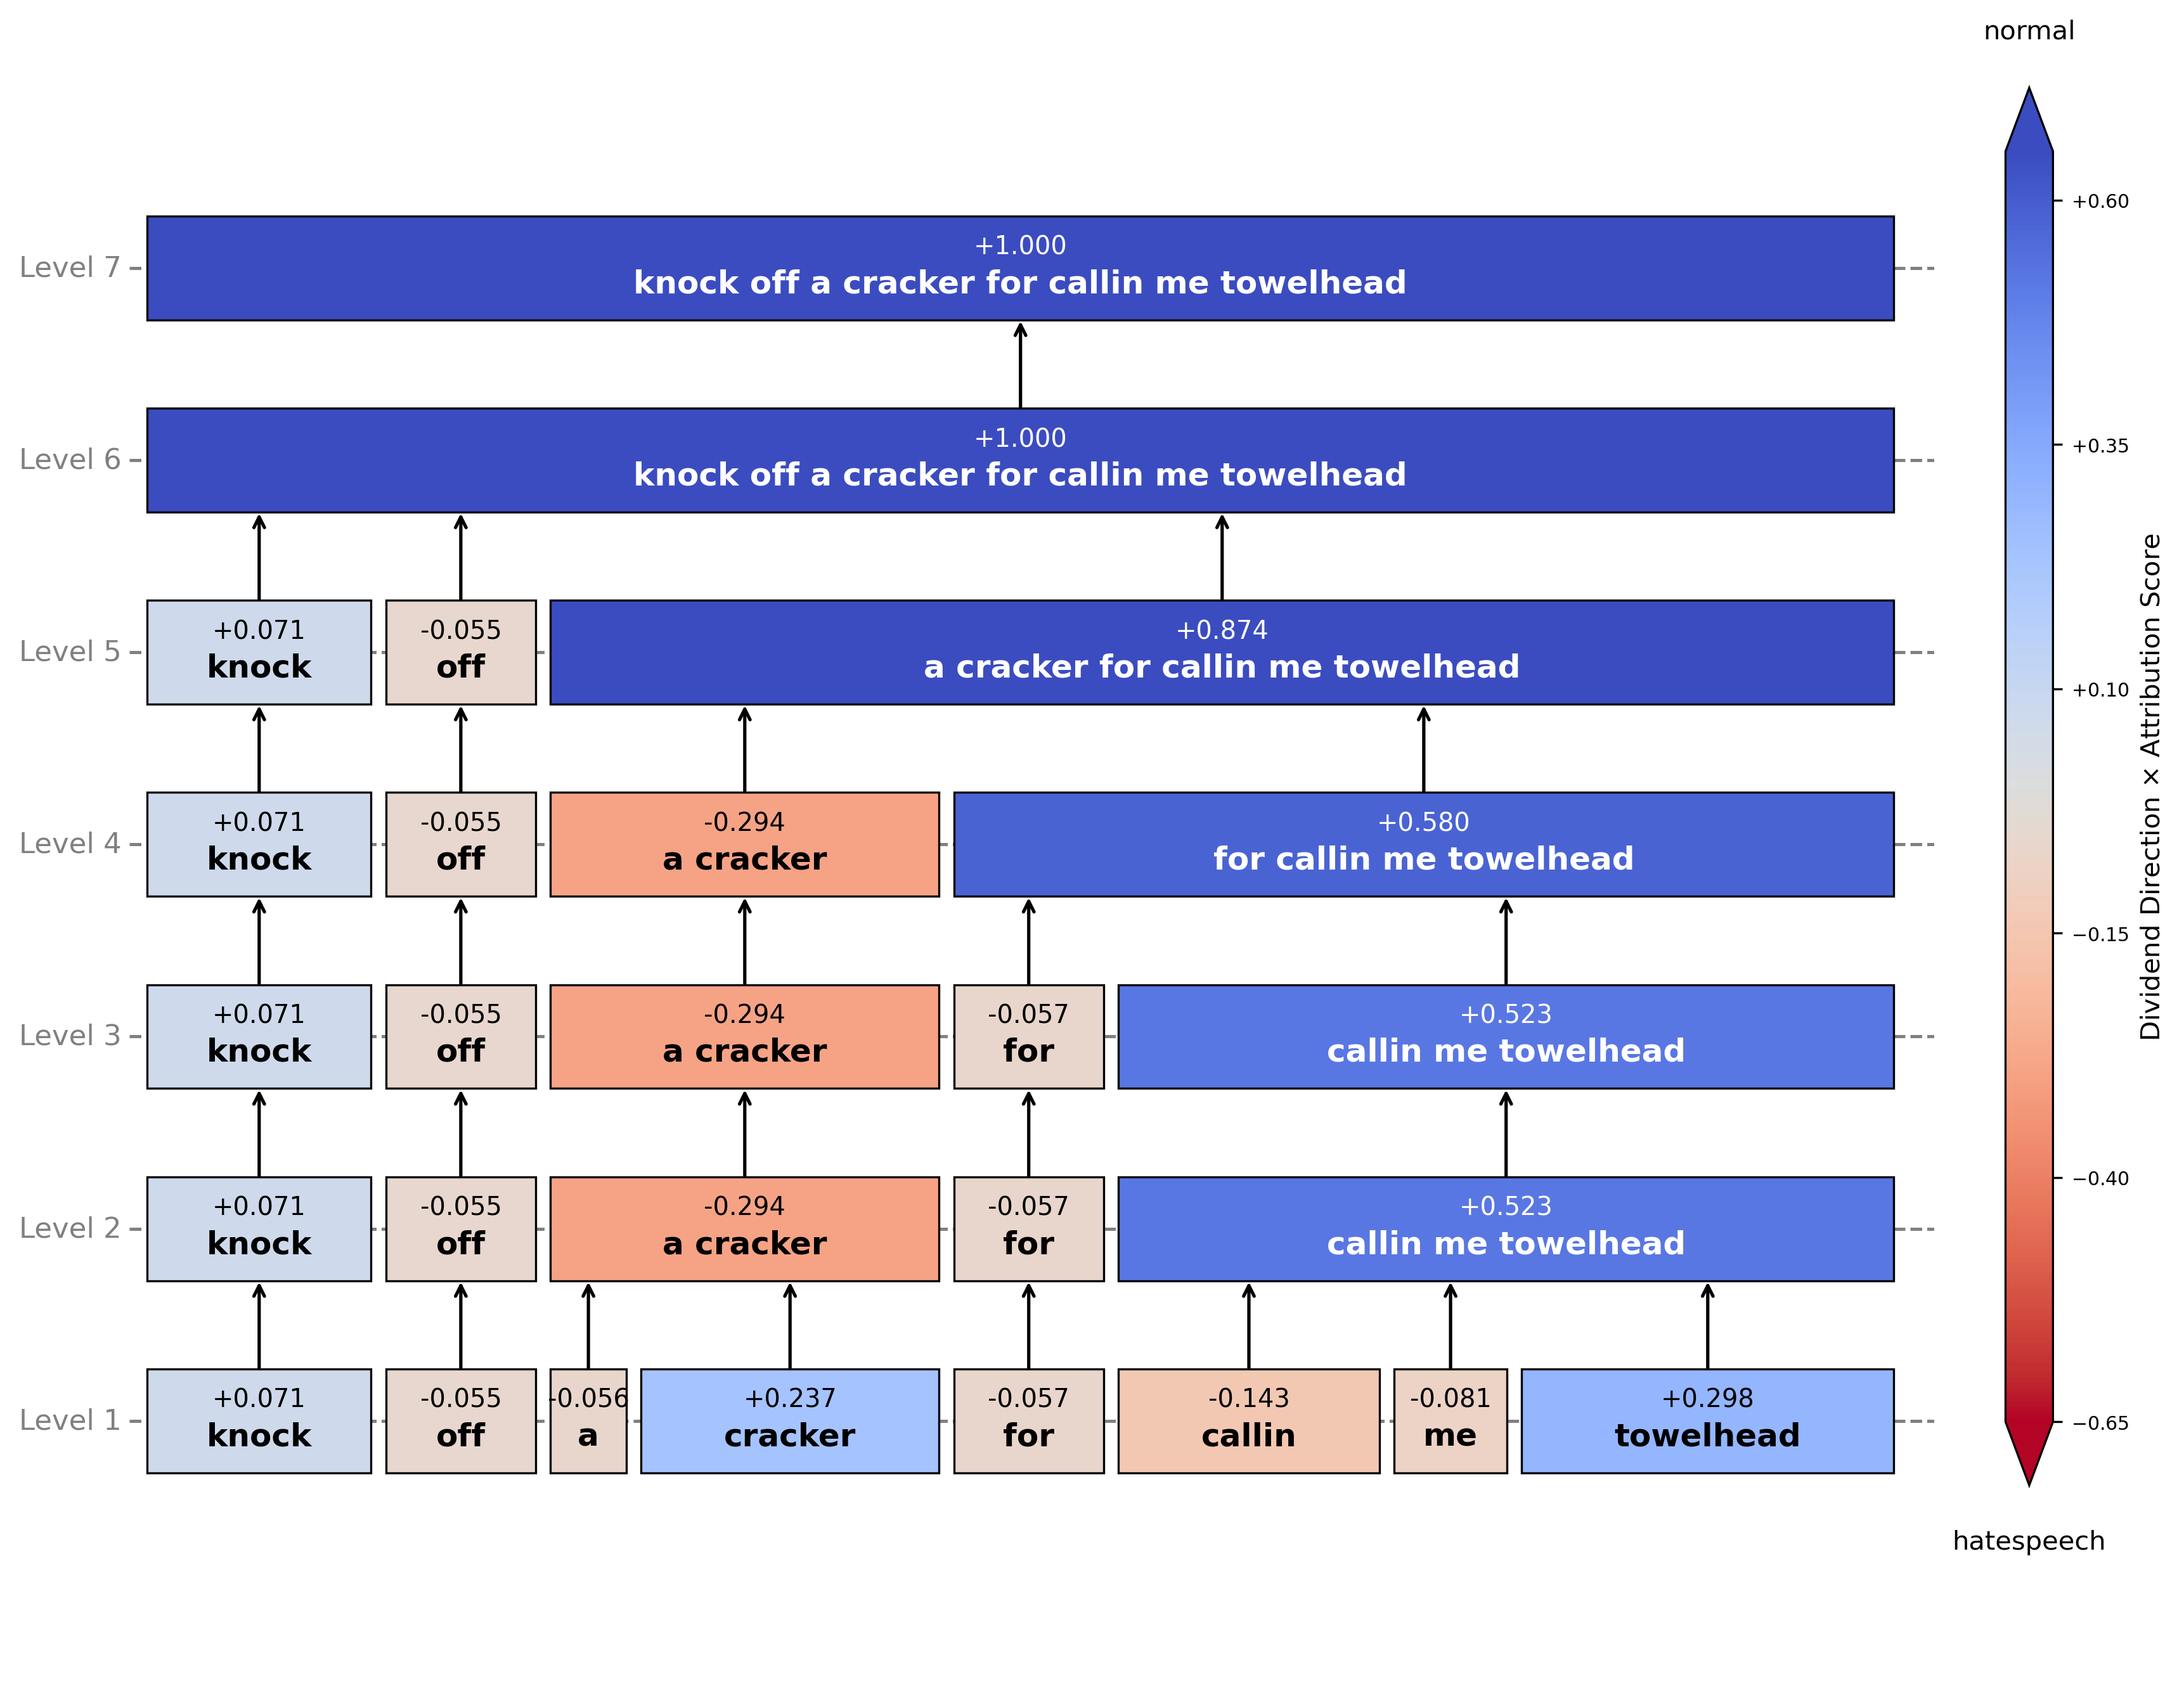 normal
Level 7
+1.000
knock off a cracker for callin me towelhead
Level 6
+1.000
knock off a cracker for callin me towelhead
Level 5
+0.071
knock
-0.055
off
+0.874
a cracker for callin me towelhead
Level 4
+0.071
knock
-0.055
off
-0.294
a cracker
+0.580
for callin me towelhead
Level 3
+0.071
knock
-0.055
off
-0.294
a cracker
-0.057
for
+0.523
callin me towelhead
Level 2
+0.071
knock
-0.055
off
-0.294
a cracker
-0.057
for
+0.523
callin me towelhead
Level 1
+0.071
knock
-0.055
off
-0.056
a
+0.237
cracker
-0.057
for
-0.143
callin
-0.081
me
+0.298
towelhead
+0.60
+0.35
+0.10
−0.15
−0.40
−0.65
Dividend Direction × Attribution Score
hatespeech